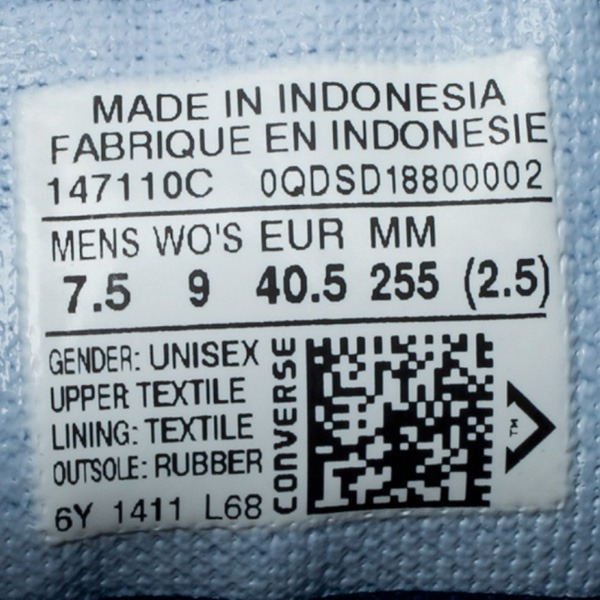 MADE IN INDONESIA
FABRIQUE EN INDONESIE
147110C 0QDSD18800002
MENS WO'S EUR MM
7.5 9 40.5 255 (2.5)
GENDER: UNISEX
UPPER TEXTILE
LINING: TEXTILE
OUTSOLE: RUBBER
6Y 1411 L68
CONVERSE
TM